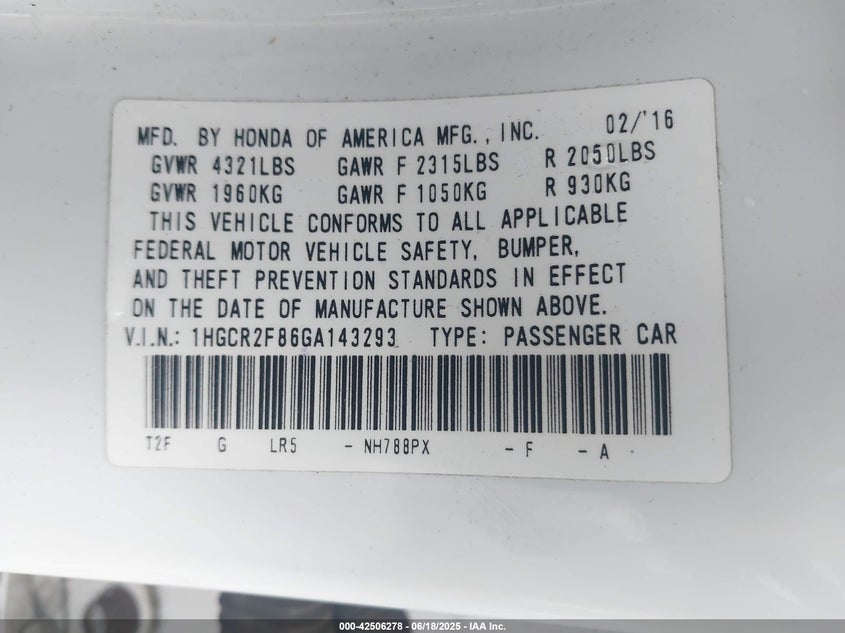 MFD. BY HONDA OF AMERICA MFG., INC. 02/'16
GVWR 4321LBS GAWR F 2315LBS R 2050LBS
GVWR 1960KG GAWR F 1050KG R 930KG
THIS VEHICLE CONFORMS TO ALL APPLICABLE
FEDERAL MOTOR VEHICLE SAFETY, BUMPER,
AND THEFT PREVENTION STANDARDS IN EFFECT
ON THE DATE OF MANUFACTURE SHOWN ABOVE.
V.I.N.: 1HGCR2F86GA143293 TYPE: PASSENGER CAR
T2F G LR5 - NH788PX - F - A
000-42506278 | 06/18/2025 - IAA Inc.